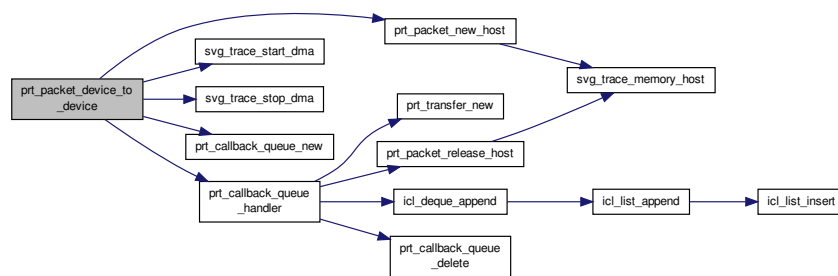 prt_packet_device_to
_device
svg_trace_start_dma
svg_trace_stop_dma
prt_callback_queue_new
prt_callback_queue
_handler
prt_packet_new_host
prt_transfer_new
prt_packet_release_host
icl_deque_append
prt_callback_queue
_delete
svg_trace_memory_host
icl_list_append
icl_list_insert